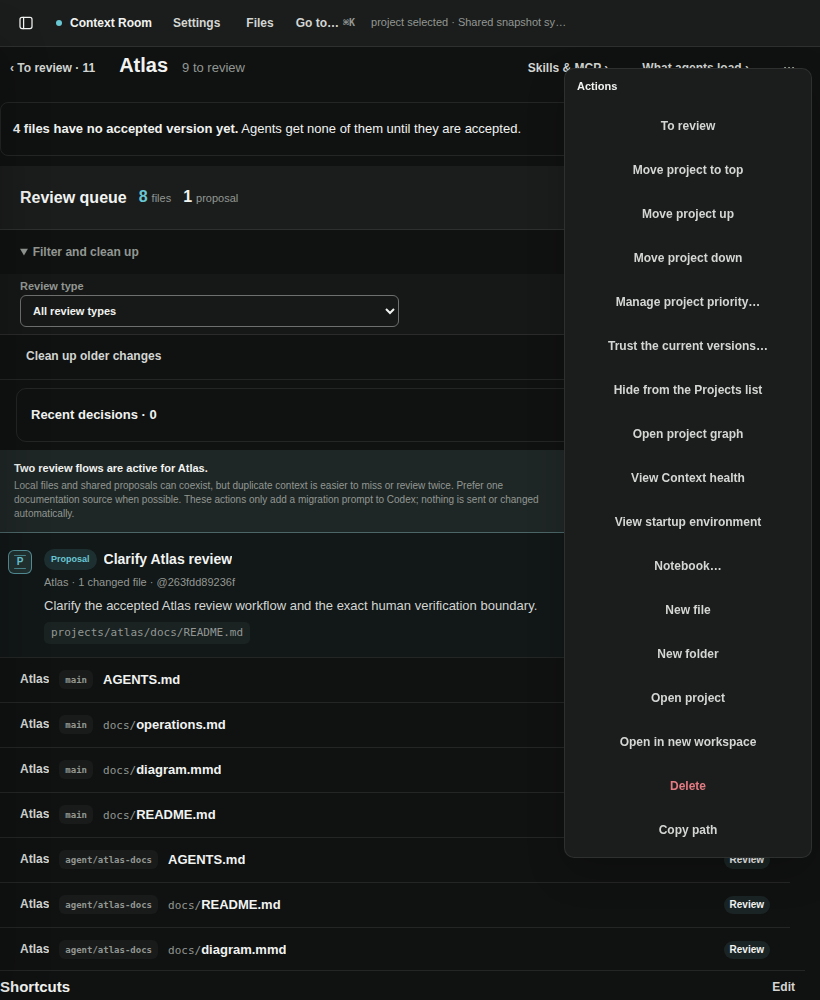 Context Room
Settings
Files
Go to… ⌘K
project selected · Shared snapshot sy…
‹ To review · 11
Atlas
9 to review
Skills & MCP ›
What agents load ›
…
4 files have no accepted version yet. Agents get none of them until they are accepted.
Review queue 8 files 1 proposal
Filter and clean up
Review type
All review types
Clean up older changes
Recent decisions · 0
Two review flows are active for Atlas.
Local files and shared proposals can coexist, but duplicate context is easier to miss or review twice. Prefer one
documentation source when possible. These actions only add a migration prompt to Codex; nothing is sent or changed
automatically.
P
Proposal Clarify Atlas review
Atlas · 1 changed file · @263fdd89236f
Clarify the accepted Atlas review workflow and the exact human verification boundary.
projects/atlas/docs/README.md
Atlas main AGENTS.md
Atlas main docs/operations.md
Atlas main docs/diagram.mmd
Atlas main docs/README.md
Atlas agent/atlas-docs AGENTS.md Review
Atlas agent/atlas-docs docs/README.md Review
Atlas agent/atlas-docs docs/diagram.mmd Review
Shortcuts
Edit
Actions
To review
Move project to top
Move project up
Move project down
Manage project priority…
Trust the current versions…
Hide from the Projects list
Open project graph
View Context health
View startup environment
Notebook…
New file
New folder
Open project
Open in new workspace
Delete
Copy path